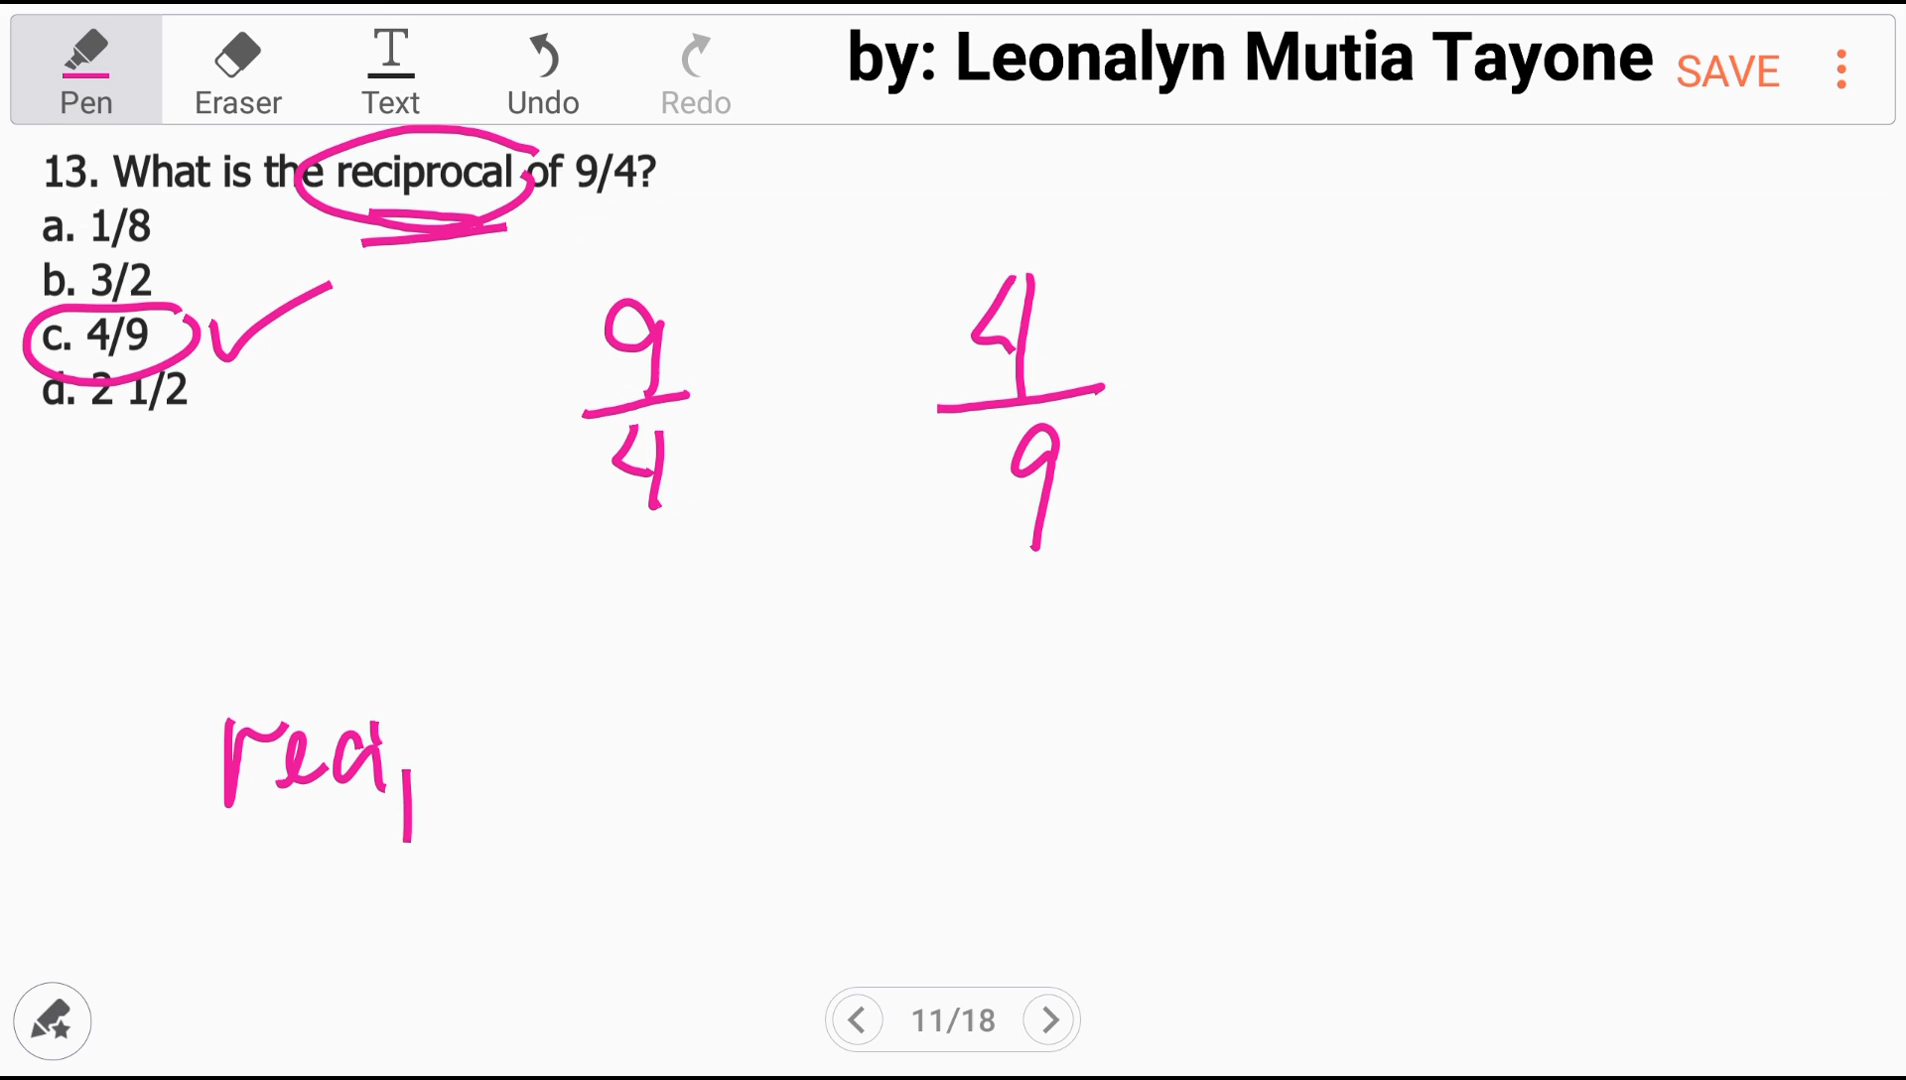 Pen Eraser Text Undo Redo by: Leonalyn Mutia Tayone SAVE
13. What is the reciprocal of 9/4?
a. 1/8
b. 3/2
c. 4/9
d. 2 1/2
9 4
4 9
11/18